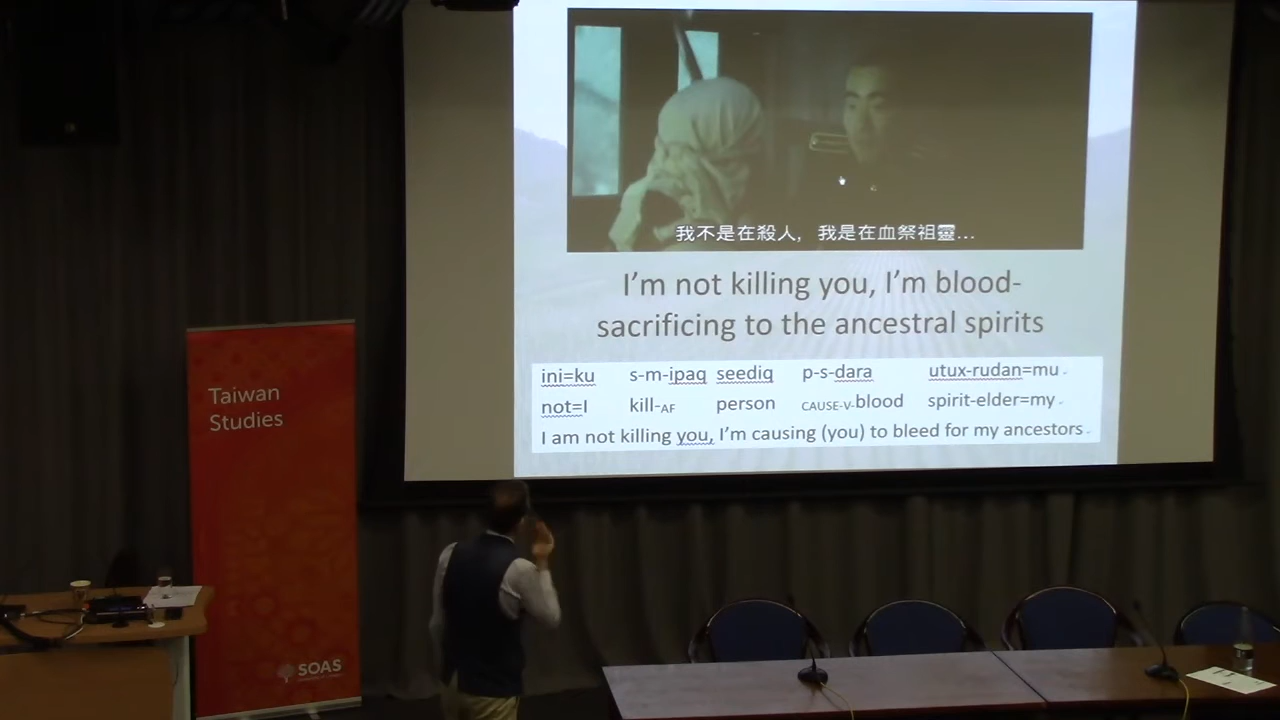 我不是在殺人，我是在血祭祖靈...
I'm not killing you, I'm blood-
sacrificing to the ancestral spirits
ini=ku s-m-ipaq seediq p-s-dara utux-rudan=mu
not=I kill-AF person CAUSE-V-blood spirit-elder=my
I am not killing you, I'm causing (you) to bleed for my ancestors
Taiwan
Studies
SOAS